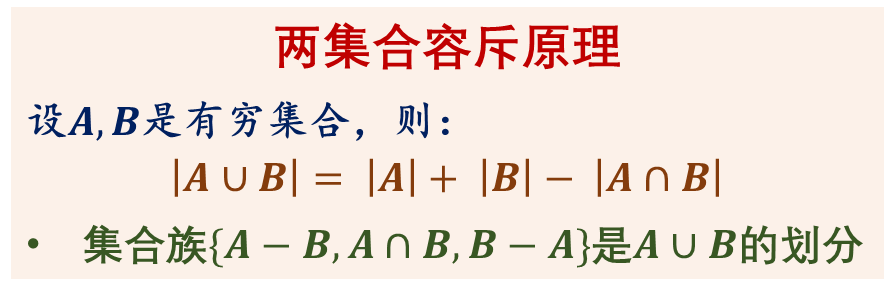 两集合容斥原理
设A, B是有穷集合，则：
|A ∪ B| = |A| + |B| − |A ∩ B|
• 集合族{A − B, A ∩ B, B − A}是A ∪ B的划分